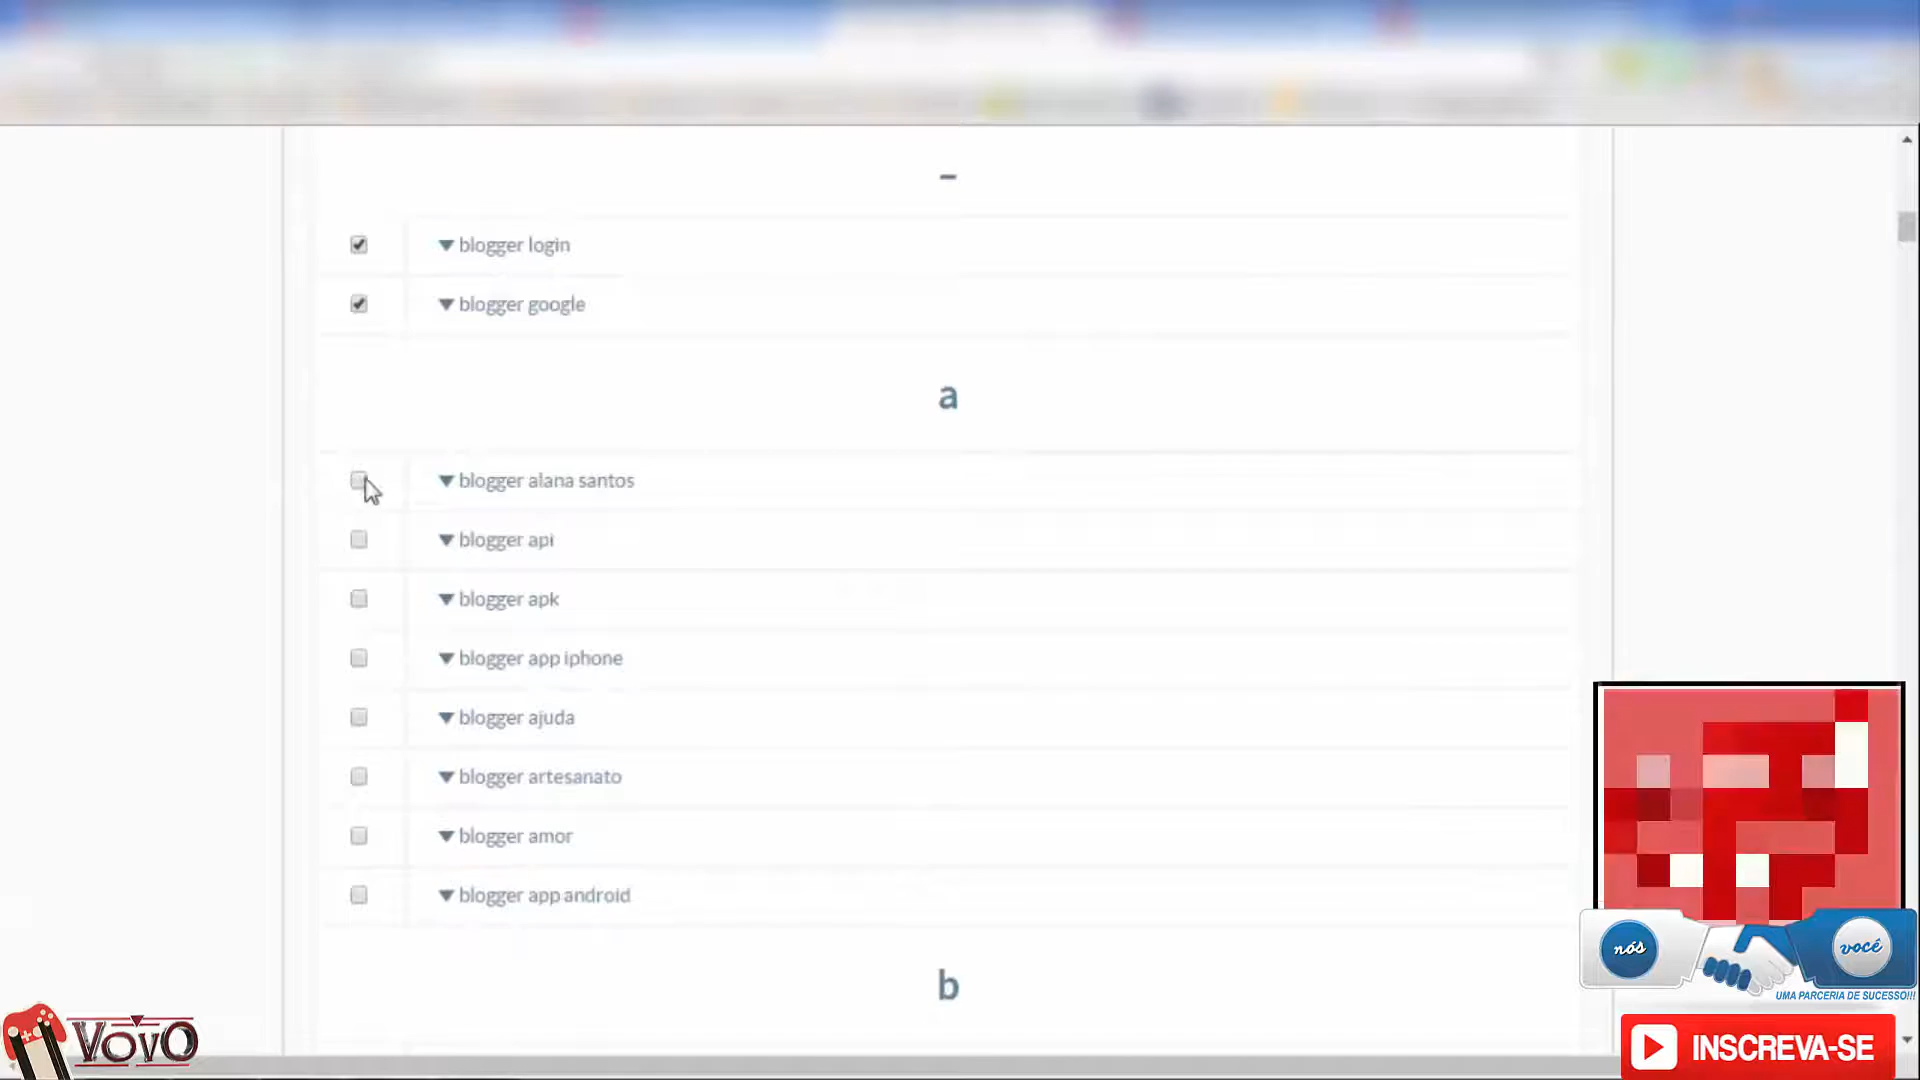 –
blogger login
blogger google
a
blogger alana santos
blogger api
blogger apk
blogger app iphone
blogger ajuda
blogger artesanato
blogger amor
blogger app android
b
nós
você
UMA PARCERIA DE SUCESSO!!!
VOVO
INSCREVA-SE